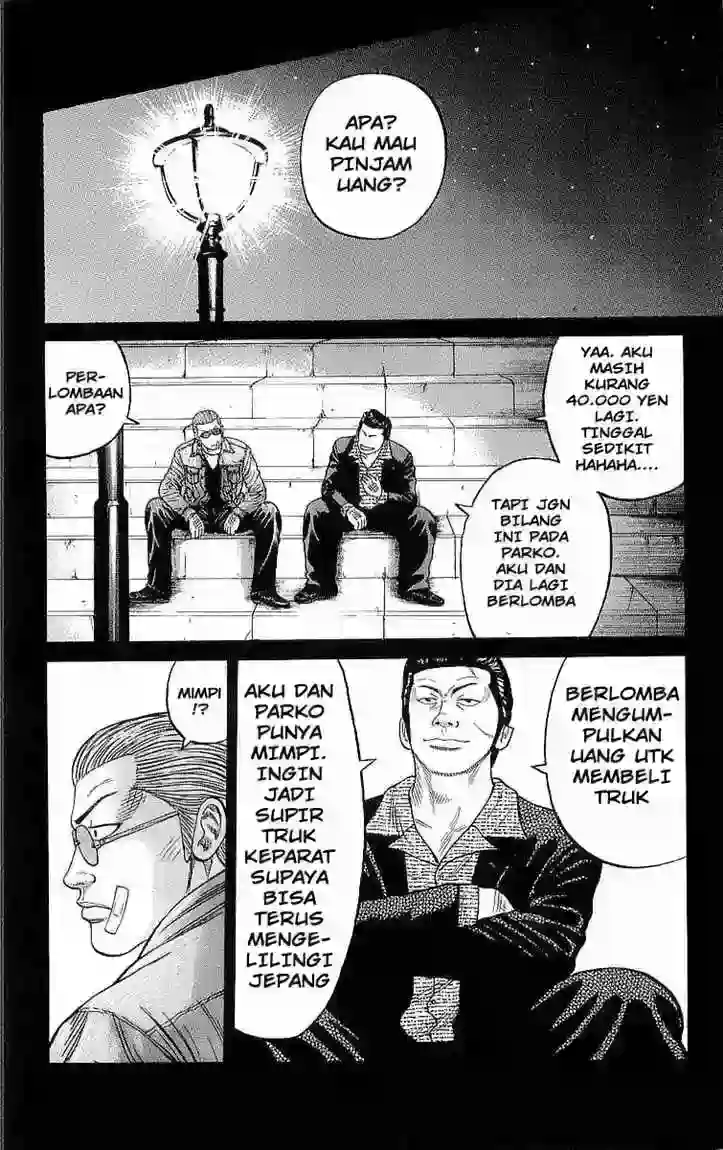 APA?
KAU MAU
PINJAM
UANG?
YAA. AKU
MASIH
KURANG
40.000 YEN
LAGI.
TINGGAL
SEDIKIT
HAHAHA....
TAPI JGN
BILANG
INI PADA
PARKO.
AKU DAN
DIA LAGI
BERLOMBA
PER-
LOMBAAN
APA?
BERLOMBA
MENGUM-
PULKAN
UANG UTK
MEMBELI
TRUK
AKU DAN
PARKO
PUNYA
MIMPI.
INGIN
JADI
SUPIR
TRUK
KEPARAT
SUPAYA
BISA
TERUS
MENGE-
LILINGI
JEPANG
MIMPI
!?